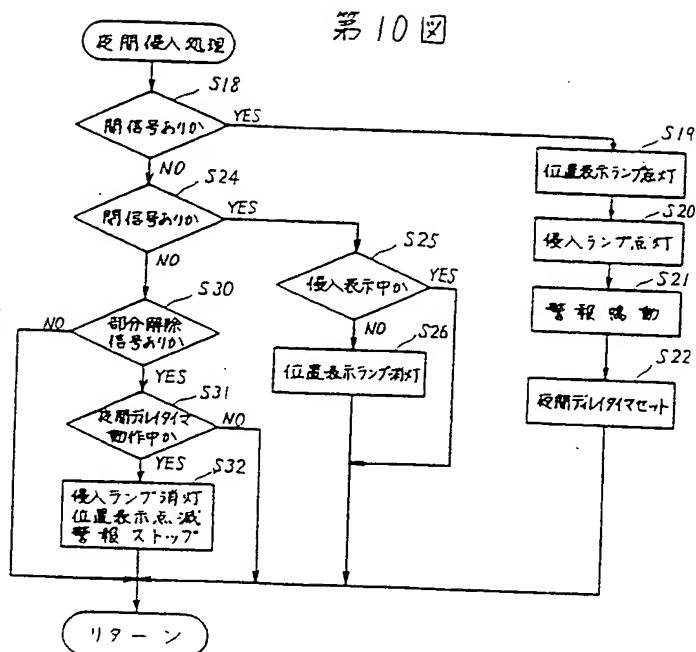 第10図
夜間侵入処理
S18
開信号ありか
YES
NO
S19
位置表示ランプ点灯
S20
侵入ランプ点灯
S21
警報鳴動
S22
夜間ディレイタイマセット
S24
閉信号ありか
YES
NO
S25
侵入表示中か
YES
NO
S26
位置表示ランプ消灯
S30
部分解除
信号ありか
NO
YES
S31
夜間ディレイタイマ
動作中か
NO
YES
S32
侵入ランプ消灯
位置表示点滅
警報ストップ
リターン